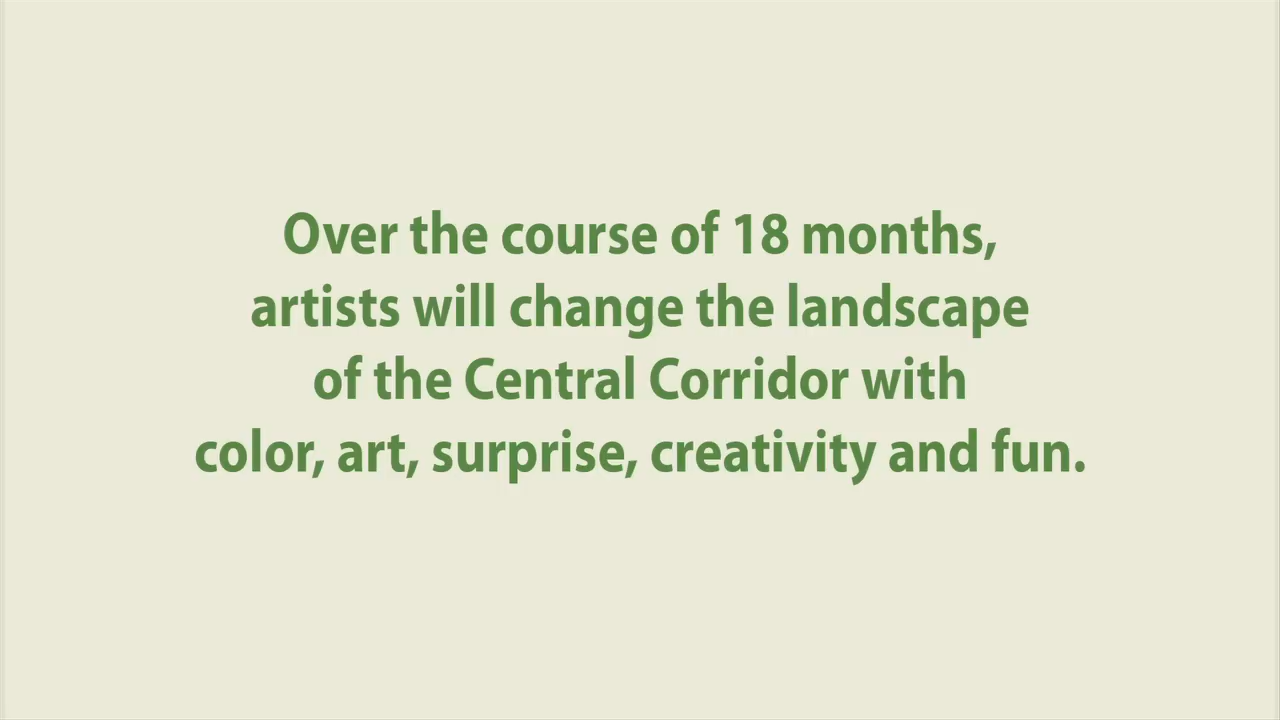 Over the course of 18 months,
artists will change the landscape
of the Central Corridor with
color, art, surprise, creativity and fun.